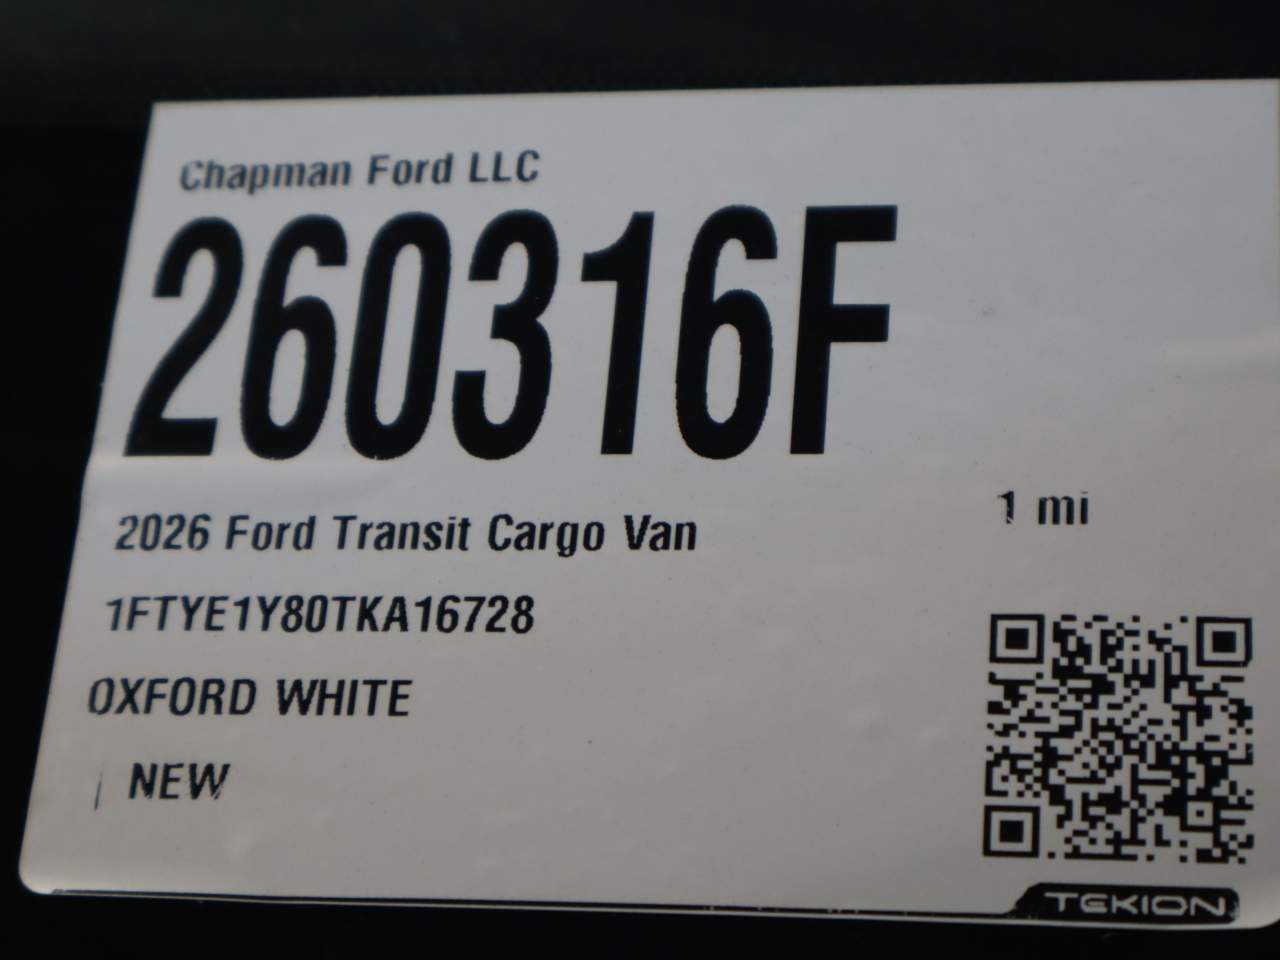 Chapman Ford LLC
260316F
2026 Ford Transit Cargo Van
1 mi
1FTYE1Y80TKA16728
OXFORD WHITE
NEW
TEKION